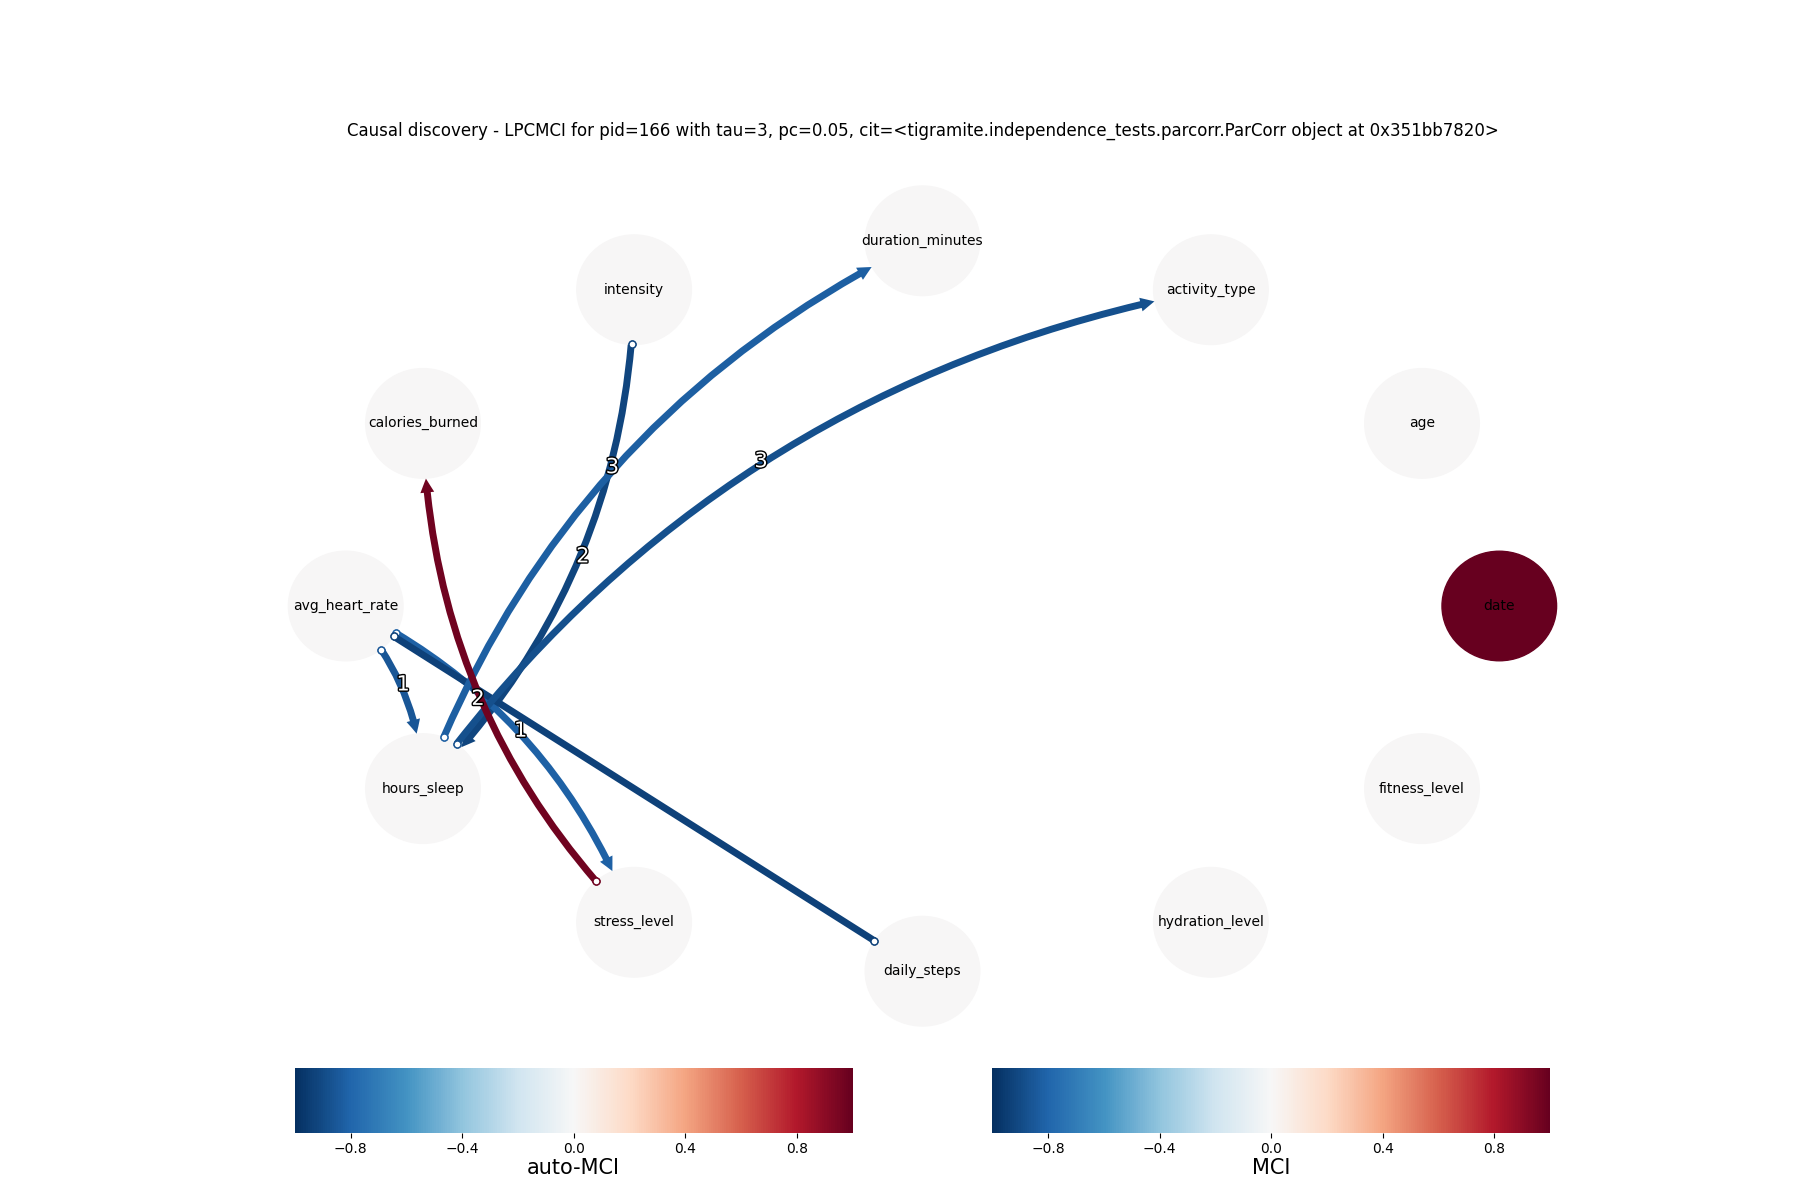 Causal discovery - LPCMCI for pid=166 with tau=3, pc=0.05, cit=<tigramite.independence_tests.parcorr.ParCorr object at 0x351bb7820>
duration_minutes
intensity
activity_type
calories_burned
age
3
3
2
avg_heart_rate
date
1
2
1
hours_sleep
fitness_level
stress_level
hydration_level
daily_steps
−0.8 −0.4 0.0 0.4 0.8
auto-MCI
−0.8 −0.4 0.0 0.4 0.8
MCI